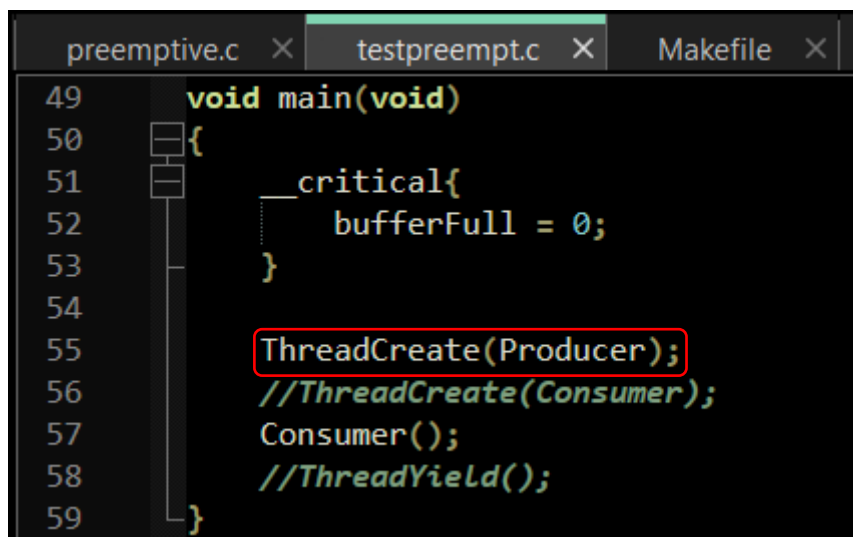 preemptive.c × testpreempt.c × Makefile ×
49 void main(void)
50 {
51 __critical{
52 bufferFull = 0;
53 }
54
55 ThreadCreate(Producer);
56 //ThreadCreate(Consumer);
57 Consumer();
58 //ThreadYield();
59 }